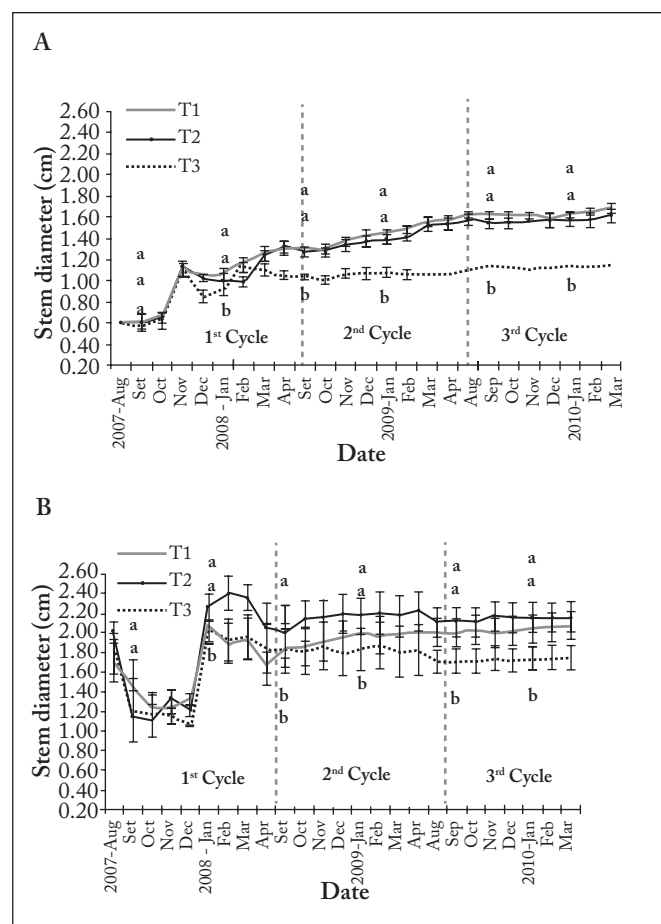 A
Stem diameter (cm)
2.60
2.40
2.20
2.00
1.80
1.60
1.40
1.20
1.00
0.80
0.60
0.40
0.20
T1
T2
T3
a a a a
a a a a
a a
a a
a
b b b b b
1st Cycle 2nd Cycle 3rd Cycle
2007-Aug
Set
Oct
Nov
Dec
2008 - Jan
Feb
Mar
Apr
Set
Oct
Nov
Dec
2009-Jan
Feb
Mar
Apr
Aug
Sep
Oct
Nov
2010-Jan
Feb
Mar
Date
B
Stem diameter (cm)
2.60
2.40
2.20
2.00
1.80
1.60
1.40
1.20
1.00
0.80
0.60
0.40
0.20
T1
T2
T3
a a a a a
a a a a
a
a
b b b b b
b
1st Cycle 2nd Cycle 3rd Cycle
2007-Aug
Set
Oct
Nov
Dec
2008 - Jan
Feb
Mar
Apr
Set
Oct
Nov
Dec
2009-Jan
Feb
Mar
Apr
Aug
Sep
Oct
Nov
2010-Jan
Feb
Mar
Date